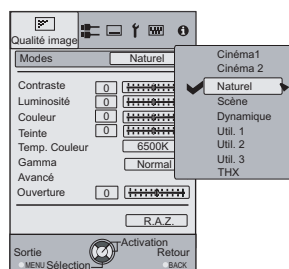 Qualité image
Modes Naturel
Contraste 0
Luminosité 0
Couleur 0
Teinte 0
Temp. Couleur 6500K
Gamma Normal
Avancé
Ouverture 0
R.A.Z.
Activation
Sortie Retour
MENU Sélection BACK
Cinéma1
Cinéma 2
Naturel
Scène
Dynamique
Util. 1
Util. 2
Util. 3
THX